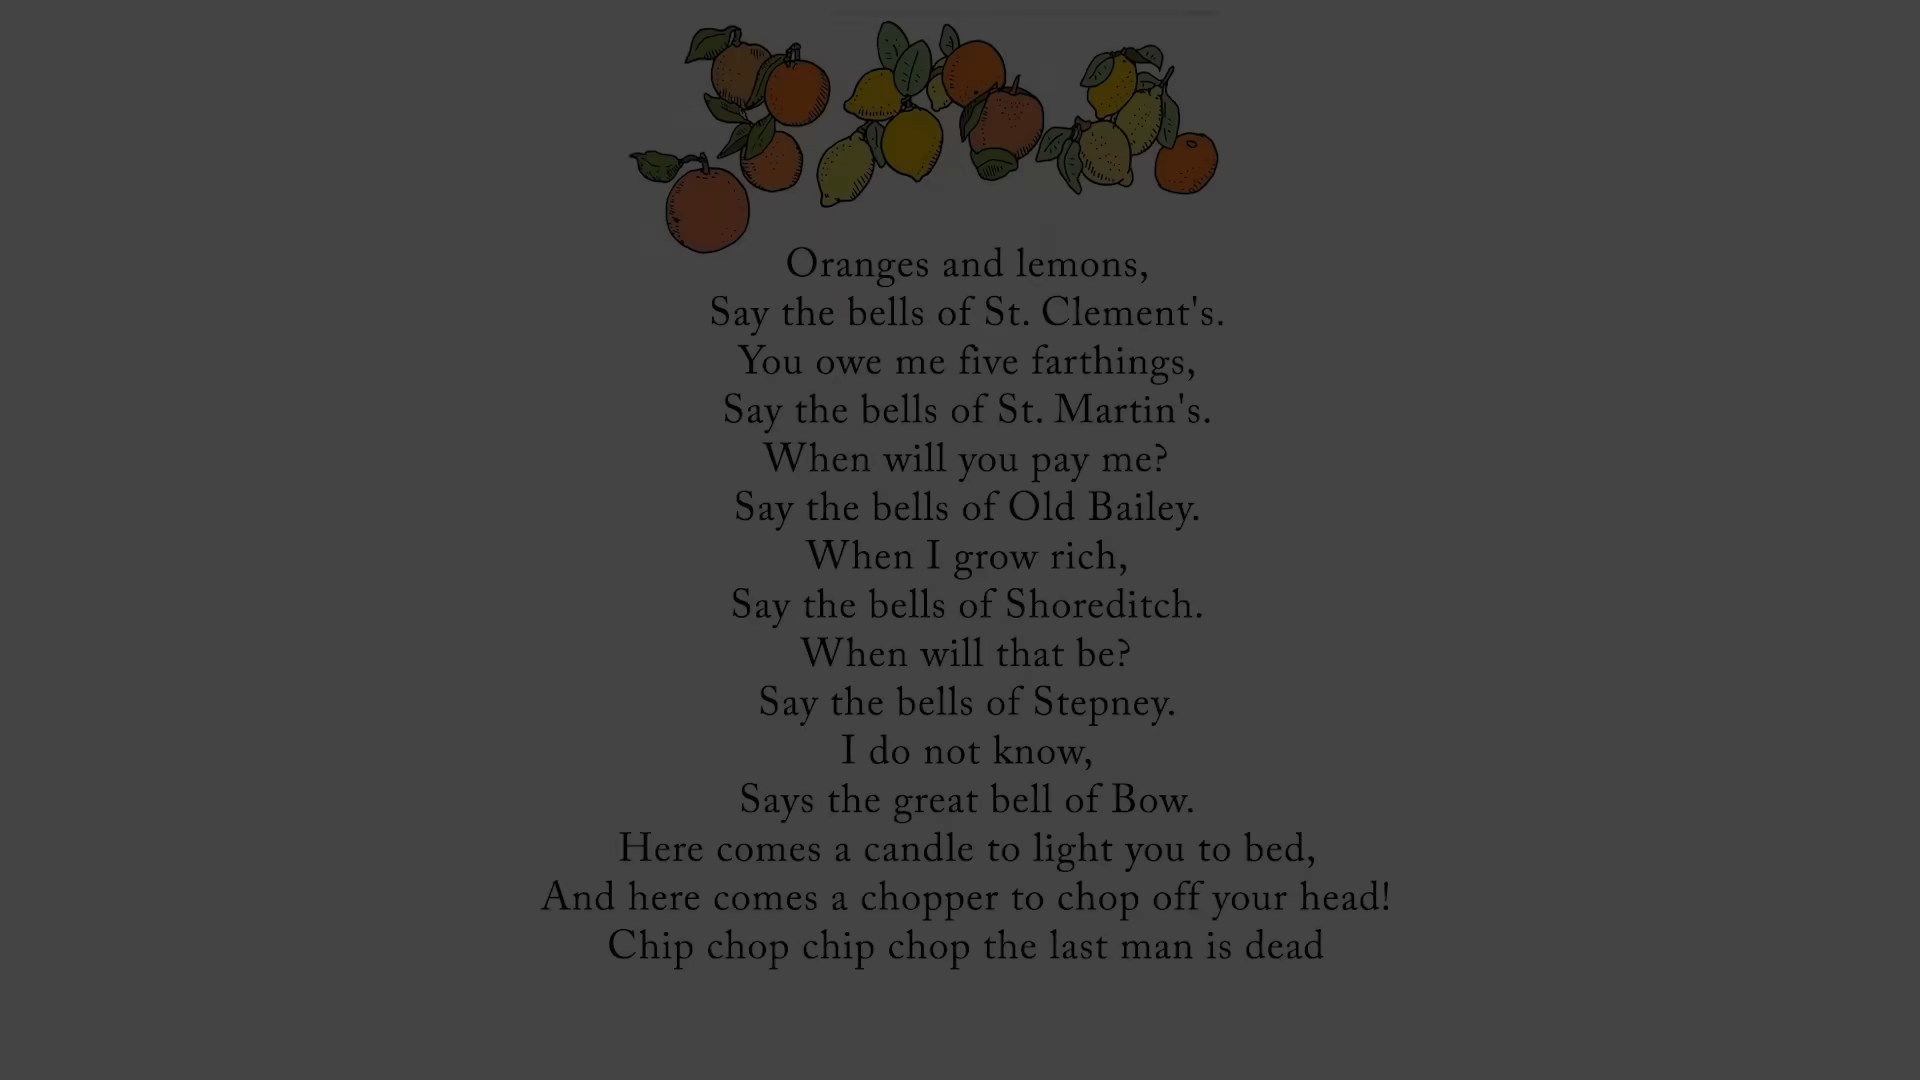 Oranges and lemons,
Say the bells of St. Clement's.
You owe me five farthings,
Say the bells of St. Martin's.
When will you pay me?
Say the bells of Old Bailey.
When I grow rich,
Say the bells of Shoreditch.
When will that be?
Say the bells of Stepney.
I do not know,
Says the great bell of Bow.
Here comes a candle to light you to bed,
And here comes a chopper to chop off your head!
Chip chop chip chop the last man is dead